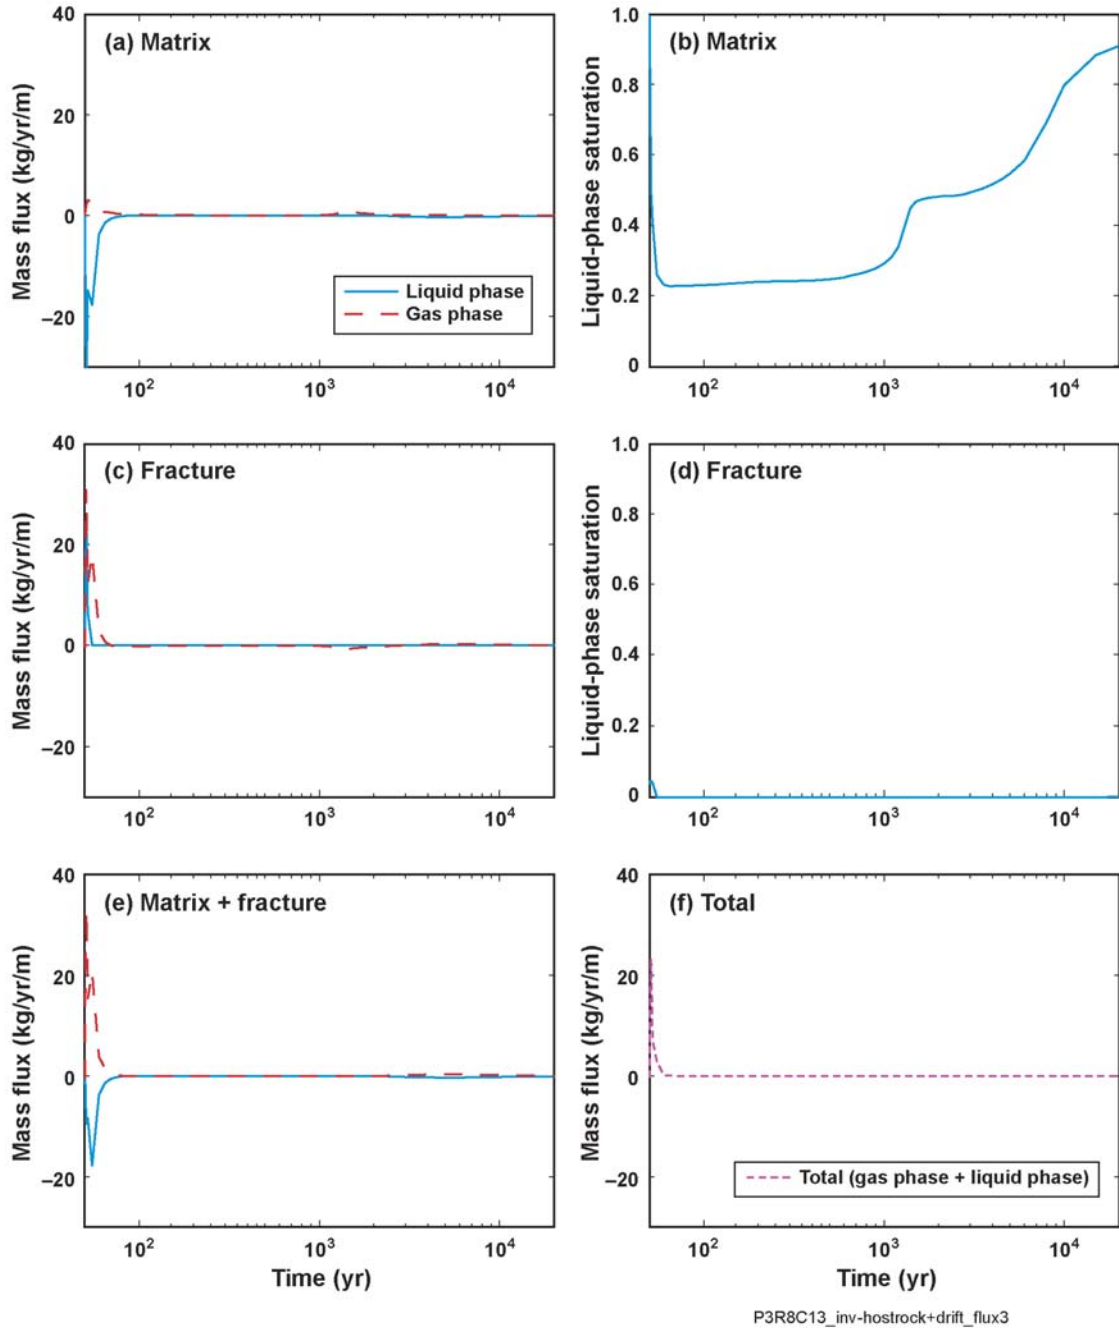 40
(a) Matrix
20
0
–20
Mass flux (kg/yr/m)
Liquid phase
Gas phase
10²
10³
10⁴
1.0
(b) Matrix
0.8
0.6
0.4
0.2
0
Liquid-phase saturation
10²
10³
10⁴
40
(c) Fracture
20
0
–20
Mass flux (kg/yr/m)
10²
10³
10⁴
1.0
(d) Fracture
0.8
0.6
0.4
0.2
0
Liquid-phase saturation
10²
10³
10⁴
40
(e) Matrix + fracture
20
0
–20
Mass flux (kg/yr/m)
10²
10³
10⁴
Time (yr)
40
(f) Total
20
0
–20
Mass flux (kg/yr/m)
Total (gas phase + liquid phase)
10²
10³
10⁴
Time (yr)
P3R8C13_inv-hostrock+drift_flux3